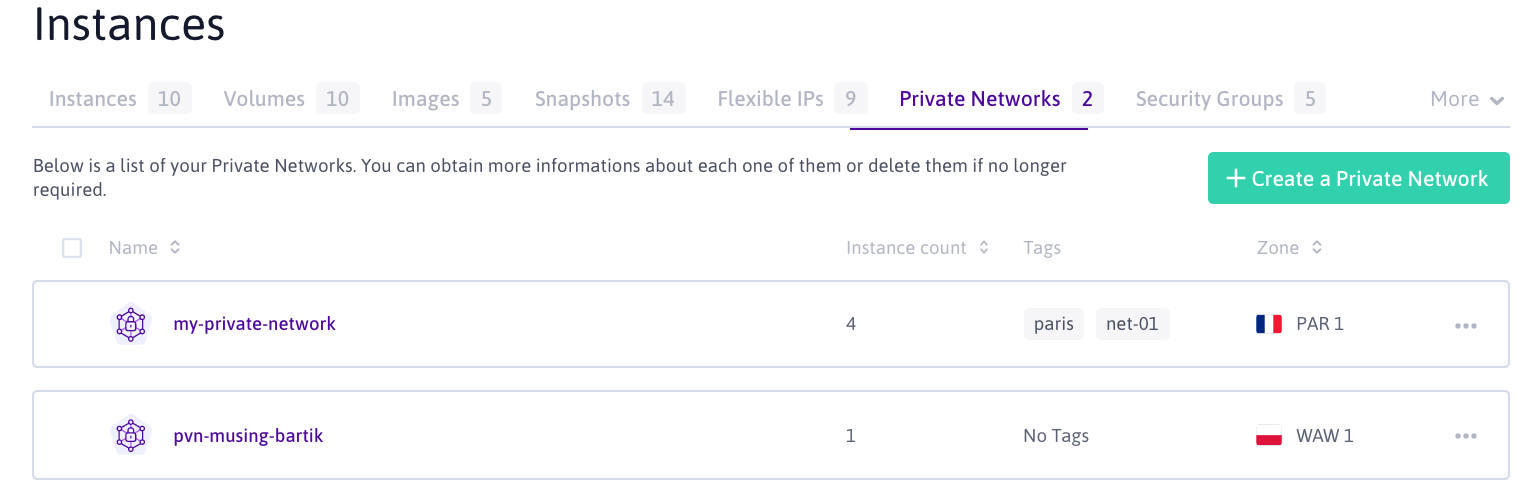 Instances
Instances 10 Volumes 10 Images 5 Snapshots 14 Flexible IPs 9 Private Networks 2 Security Groups 5 More
Below is a list of your Private Networks. You can obtain more informations about each one of them or delete them if no longer
required.
+ Create a Private Network
Name Instance count Tags Zone
my-private-network 4 paris net-01 PAR 1
pvn-musing-bartik 1 No Tags WAW 1